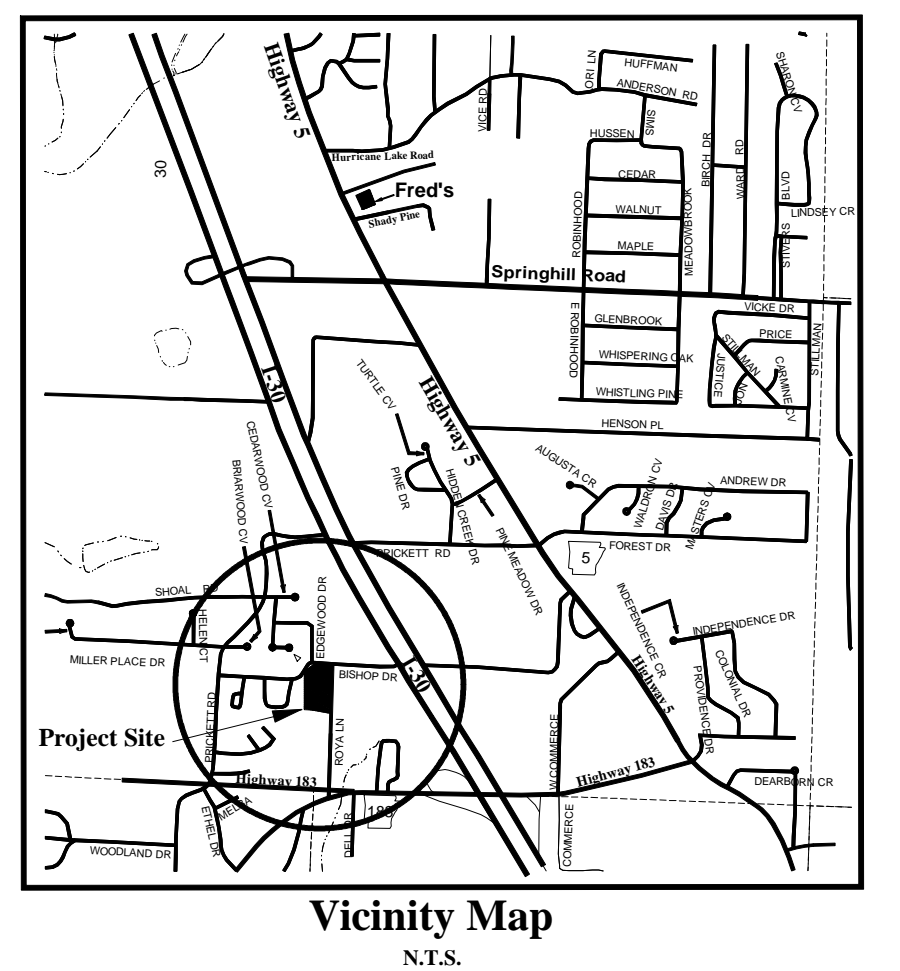 Highway 5
30
Hurricane Lake Road
Fred's
Shady Pine
VICE RD
ORI LN
HUFFMAN
ANDERSON RD
SIMS
HUSSEN
CEDAR
WALNUT
MAPLE
ROBINHOOD
MEADOWBROOK
BIRCH DR
WARD RD
SHARON CV
BLVD
STIVERS
LINDSEY CR
Springhill Road
VICKE DR
PRICE
STILLMAN
STILLMAN
JUSTICE
CARMINE CV
E ROBINHOOD
GLENBROOK
WHISPERING OAK
WHISTLING PINE
HENSON PL
I-30
Highway 5
TURTLE CV
PINE DR
HIDDEN CREEK DR
PINE MEADOW DR
AUGUSTA CR
WALDRON CV
DAVIS DR
MASTERS CV
ANDREW DR
FOREST DR
5
CEDARWOOD CV
BRIARWOOD CV
PRICKETT RD
SHOAL RD
HELEN CT
MILLER PLACE DR
EDGEWOOD DR
BISHOP DR
I-30
PRICKETT RD
ROYA LN
Project Site
Highway 183
MELBA
ETHEL DR
WOODLAND DR
DELL DR
183
W COMMERCE
COMMERCE
Highway 183
Highway 5
INDEPENDENCE CR
INDEPENDENCE DR
COLONIAL DR
PROVIDENCE DR
DEARBORN CR
Vicinity Map
N.T.S.